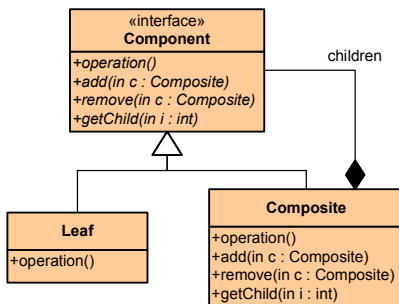 «interface»
Component
+operation()
+add(in c : Composite)
+remove(in c : Composite)
+getChild(in i : int)
children
Leaf
+operation()
Composite
+operation()
+add(in c : Composite)
+remove(in c : Composite)
+getChild(in i : int)